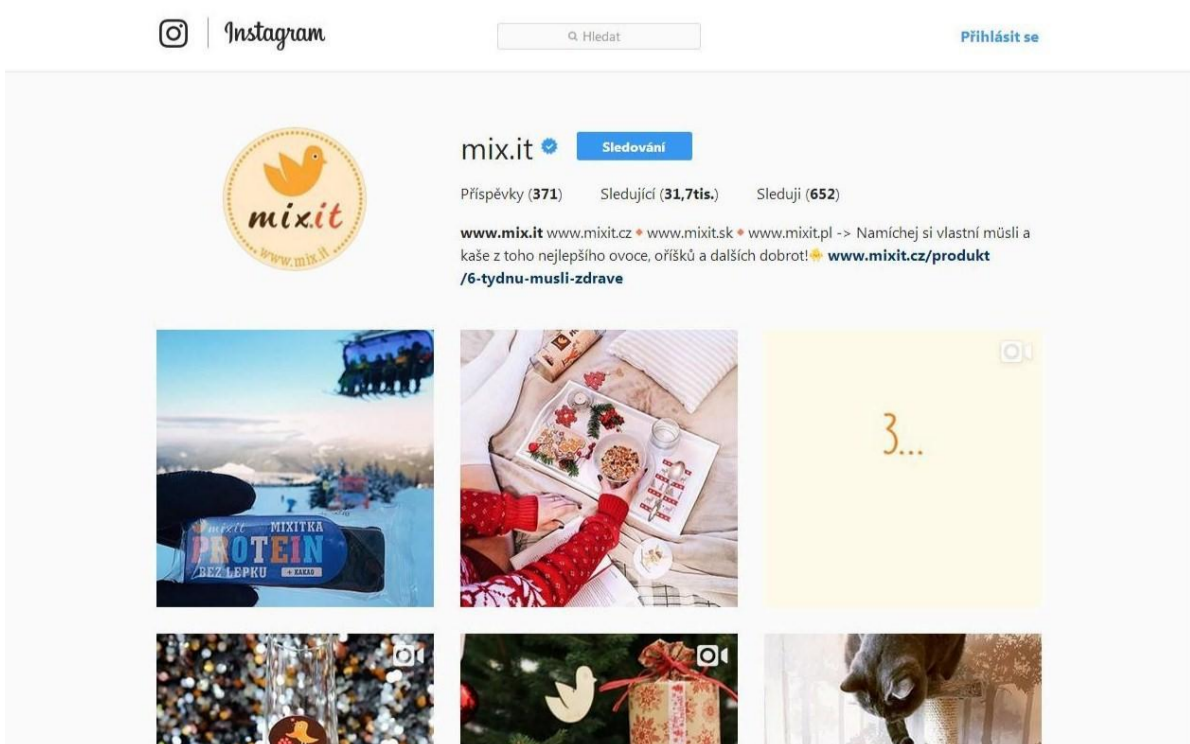 Instagram
Hledat
Přihlásit se
mix.it
Sledování
Příspěvky (371) Sledující (31,7tis.) Sleduji (652)
www.mix.it www.mixit.cz • www.mixit.sk • www.mixit.pl -> Namíchej si vlastní müsli a
kaše z toho nejlepšího ovoce, oříšků a dalších dobrot! www.mixit.cz/produkt
/6-tydnu-musli-zdrave
mixit
www.mix.it
mixit MIXITKA
PROTEIN
BEZ LEPKU + KAKAO
3...